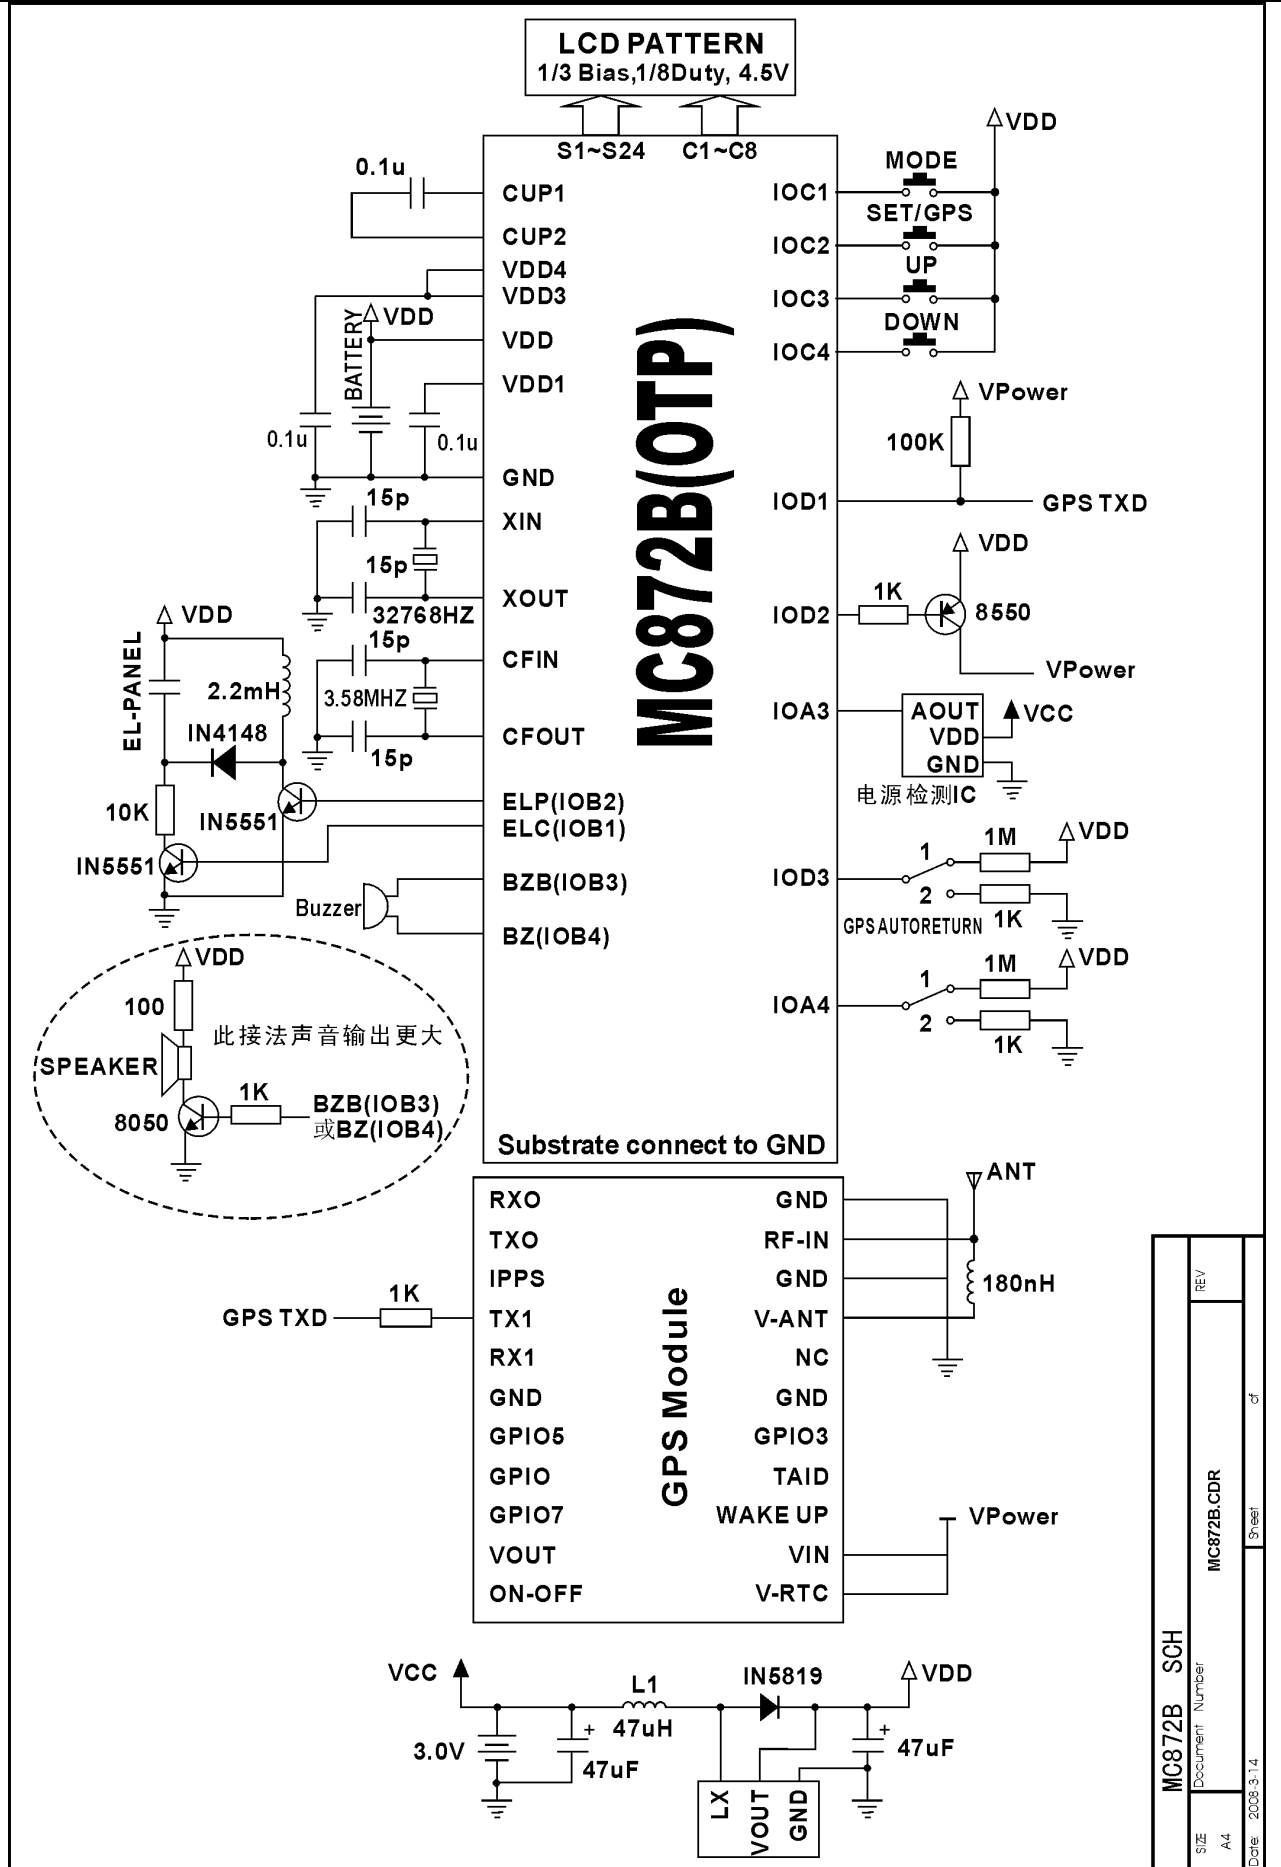 LCD PATTERN
1/3 Bias,1/8Duty, 4.5V
S1~S24 C1~C8
MC872B(OTP)
CUP1
CUP2
VDD4
VDD3
VDD
VDD1
GND
XIN
XOUT
CFIN
CFOUT
ELP(IOB2)
ELC(IOB1)
BZB(IOB3)
BZ(IOB4)
Substrate connect to GND
IOC1
IOC2
IOC3
IOC4
IOD1
IOD2
IOA3
IOD3
IOA4
0.1u
BATTERY
VDD
0.1u
0.1u
15p
15p
32768HZ
15p
3.58MHZ
15p
VDD
EL-PANEL
2.2mH
IN4148
10K
IN5551
IN5551
Buzzer
VDD
100
此接法声音输出更大
SPEAKER
1K
8050
BZB(IOB3)
或BZ(IOB4)
VDD
MODE
SET/GPS
UP
DOWN
VPower
100K
GPS TXD
VDD
1K
8550
VPower
AOUT
VDD
GND
VCC
电源检测IC
VDD
1
1M
2
1K
GPS AUTORETURN
VDD
1
1M
2
1K
GPS Module
RXO
TXO
IPPS
TX1
RX1
GND
GPIO5
GPIO
GPIO7
VOUT
ON-OFF
GND
RF-IN
GND
V-ANT
NC
GND
GPIO3
TAID
WAKE UP
VIN
V-RTC
GPS TXD
1K
ANT
180nH
VPower
VCC
3.0V
47uF
L1
47uH
IN5819
VDD
47uF
LX
VOUT
GND
MC872B SCH
SIZE
A4
Document Number
MC872B.CDR
REV
Date: 2008-3-14
Sheet of